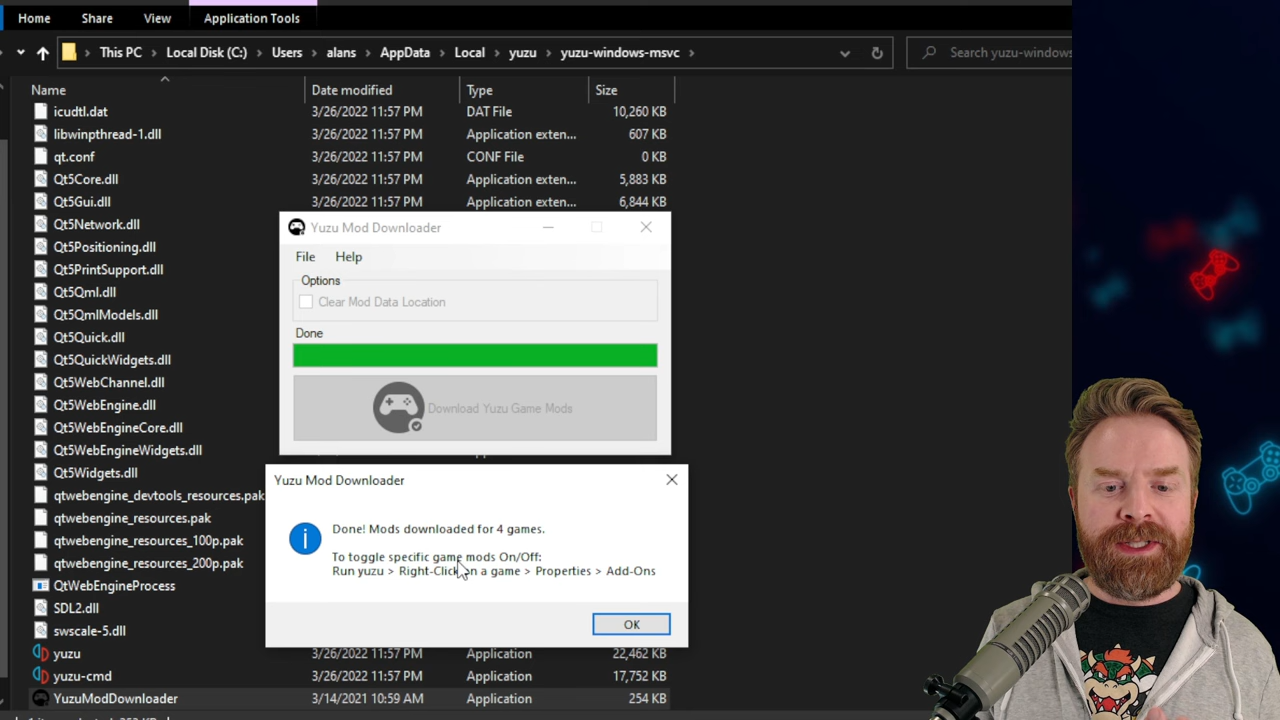 Home Share View Application Tools
This PC Local Disk (C:) Users alans AppData Local yuzu yuzu-windows-msvc Search yuzu-windows
Name Date modified Type Size
icudtl.dat 3/26/2022 11:57 PM DAT File 10,260 KB
libwinpthread-1.dll 3/26/2022 11:57 PM Application exten... 607 KB
qt.conf 3/26/2022 11:57 PM CONF File 0 KB
Qt5Core.dll 3/26/2022 11:57 PM Application exten... 5,883 KB
Qt5Gui.dll 3/26/2022 11:57 PM Application exten... 6,844 KB
Qt5Network.dll
Qt5Positioning.dll
Qt5PrintSupport.dll
Qt5Qml.dll
Qt5QmlModels.dll
Qt5Quick.dll
Qt5QuickWidgets.dll
Qt5WebChannel.dll
Qt5WebEngine.dll
Qt5WebEngineCore.dll
Qt5WebEngineWidgets.dll
Qt5Widgets.dll
qtwebengine_devtools_resources.pak
qtwebengine_resources.pak
qtwebengine_resources_100p.pak
qtwebengine_resources_200p.pak
QtWebEngineProcess
SDL2.dll
swscale-5.dll
yuzu 3/26/2022 11:57 PM Application 22,462 KB
yuzu-cmd 3/26/2022 11:57 PM Application 17,752 KB
YuzuModDownloader 3/14/2021 10:59 AM Application 254 KB
Yuzu Mod Downloader
File Help
Options
Clear Mod Data Location
Done
Download Yuzu Game Mods
Yuzu Mod Downloader
Done! Mods downloaded for 4 games.
To toggle specific game mods On/Off:
Run yuzu > Right-Click on a game > Properties > Add-Ons
OK